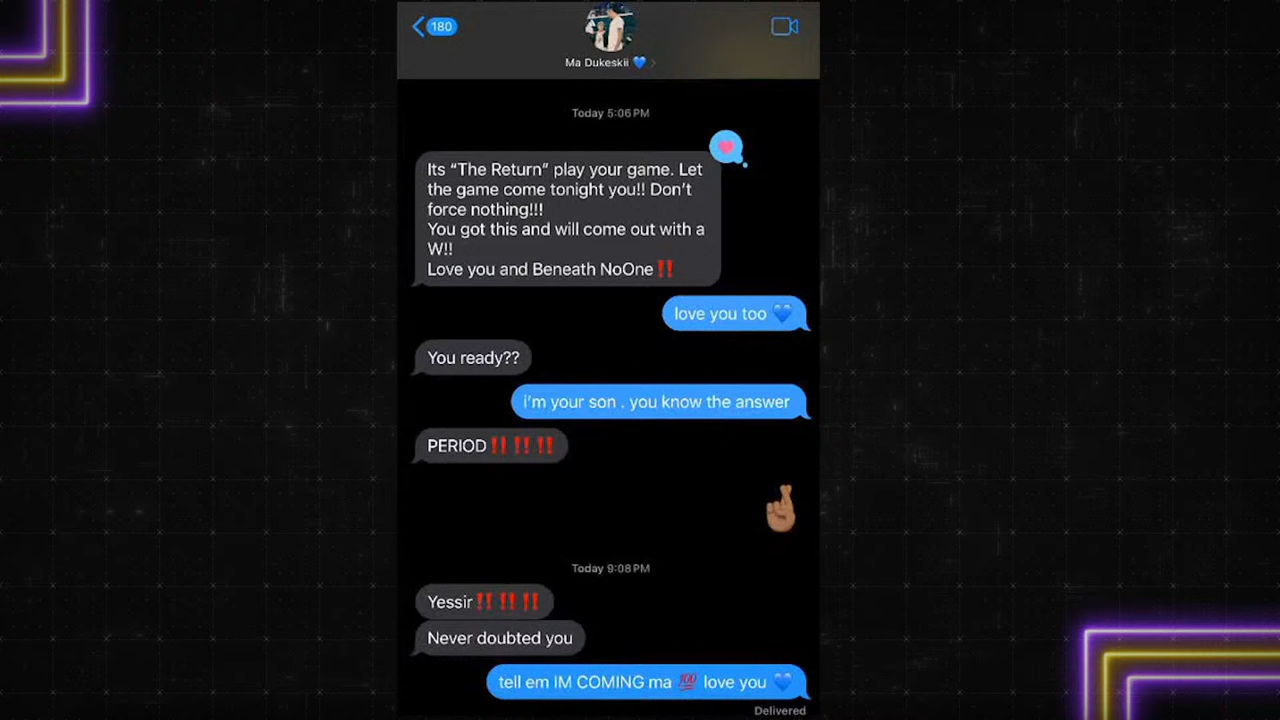 180
Ma Dukeskii 💙 >
Today 5:06 PM
Its “The Return“ play your game. Let
the game come tonight you!! Don’t
force nothing!!!
You got this and will come out with a
W!!
Love you and Beneath NoOne‼️
love you too 💙
You ready??
i’m your son . you know the answer
PERIOD‼️‼️‼️
🤞🏽
Today 9:08 PM
Yessir‼️‼️‼️
Never doubted you
tell em IM COMING ma 💯 love you 💙
Delivered